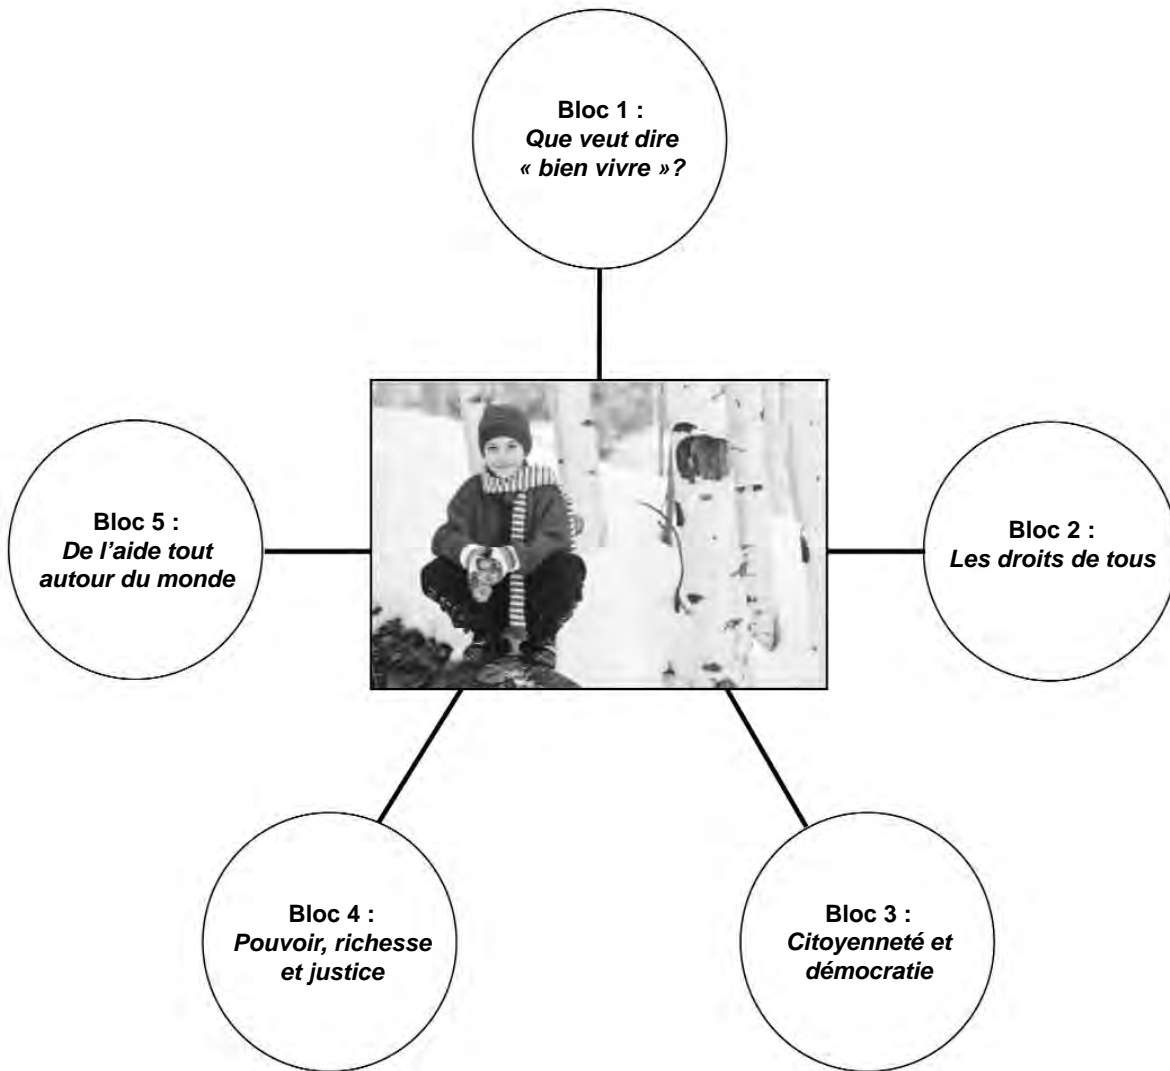 Bloc 1 :
Que veut dire
« bien vivre »?
Bloc 5 :
De l’aide tout
autour du monde
Bloc 2 :
Les droits de tous
Bloc 4 :
Pouvoir, richesse
et justice
Bloc 3 :
Citoyenneté et
démocratie